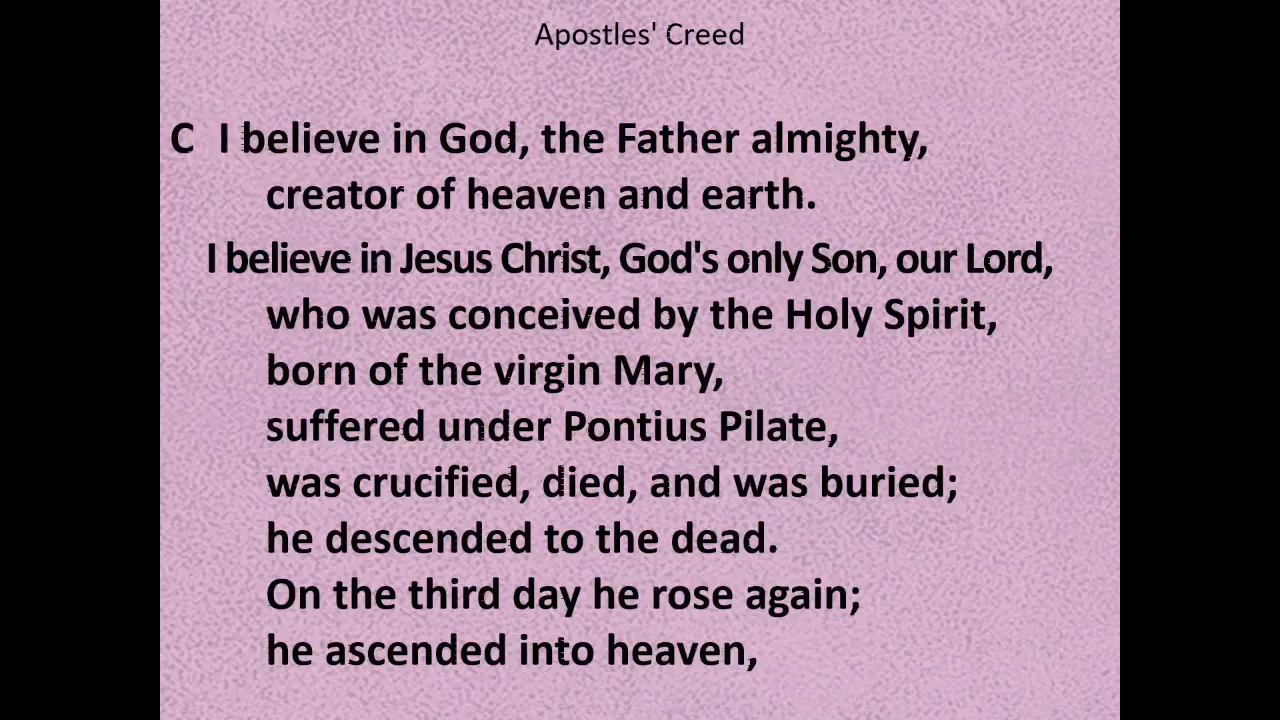 Apostles' Creed
C I believe in God, the Father almighty,
creator of heaven and earth.
I believe in Jesus Christ, God's only Son, our Lord,
who was conceived by the Holy Spirit,
born of the virgin Mary,
suffered under Pontius Pilate,
was crucified, died, and was buried;
he descended to the dead.
On the third day he rose again;
he ascended into heaven,